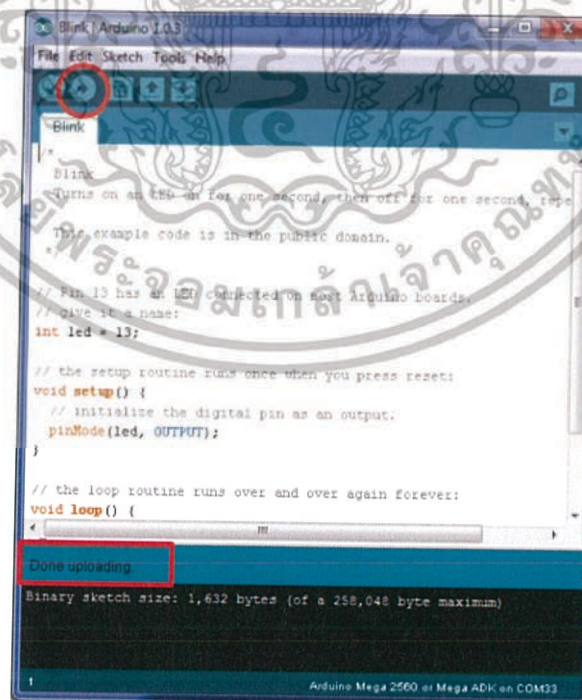 Blink | Arduino 1.0.3
File Edit Sketch Tools Help
Blink
/*
Blink
Turns on an LED on for one second, then off for one second, repe
This example code is in the public domain.
*/
// Pin 13 has an LED connected on most Arduino boards.
// give it a name:
int led = 13;
// the setup routine runs once when you press reset:
void setup() {
// initialize the digital pin as an output.
pinMode(led, OUTPUT);
}
// the loop routine runs over and over again forever:
void loop() {
Done uploading.
Binary sketch size: 1,632 bytes (of a 258,048 byte maximum)
1
Arduino Mega 2560 or Mega ADK on COM33